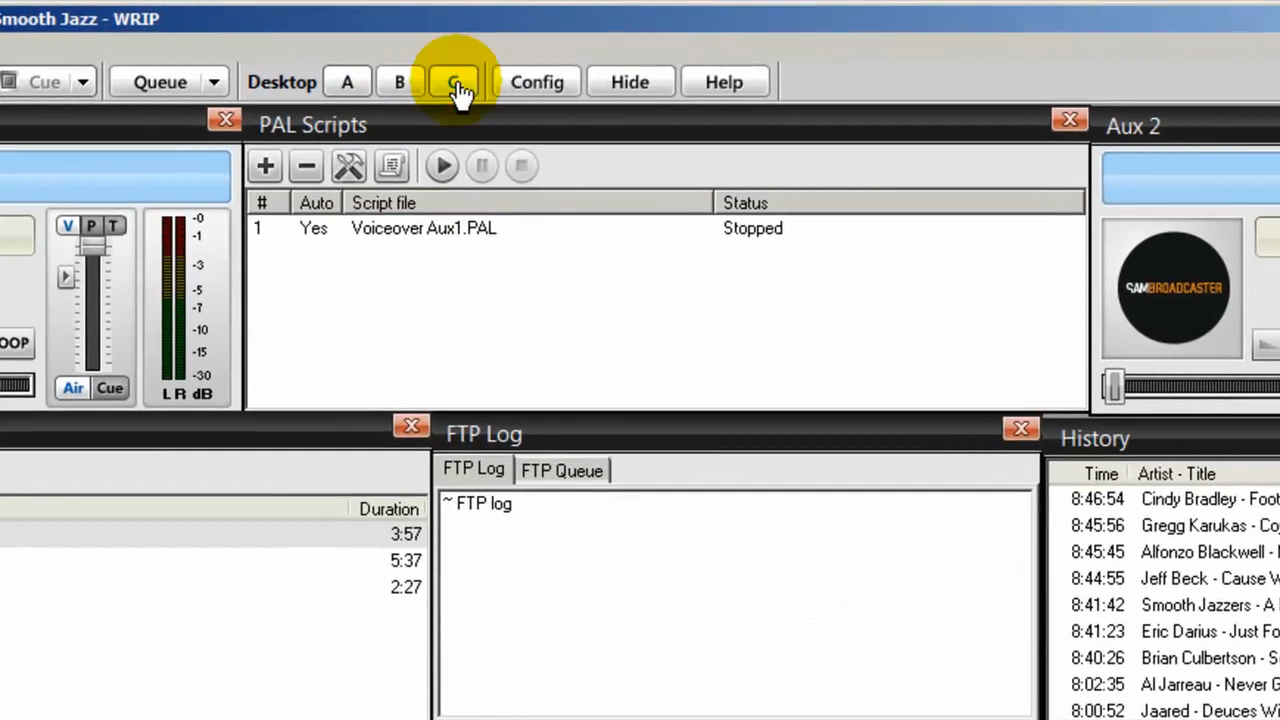 Smooth Jazz - WRIP
Cue Queue Desktop A B C Config Hide Help
PAL Scripts
Aux 2
# Auto Script file Status
1 Yes Voiceover Aux1.PAL Stopped
V P T
-0
-1
-3
-5
-7
-10
-15
-30
L R dB
OOP
Air Cue
SAMBROADCASTER
Duration
3:57
5:37
2:27
FTP Log
FTP Log FTP Queue
~ FTP log
History
Time Artist - Title
8:46:54 Cindy Bradley - Foot
8:45:56 Gregg Karukas - Co
8:45:45 Alfonzo Blackwell -
8:44:55 Jeff Beck - Cause W
8:41:42 Smooth Jazzers - A
8:41:23 Eric Darius - Just Fo
8:40:26 Brian Culbertson - S
8:02:35 Al Jarreau - Never G
8:00:52 Jaared - Deuces Wi